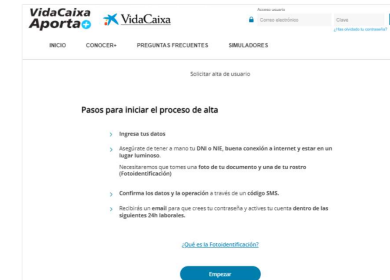 VidaCaixa
Aporta+
VidaCaixa
Acceso usuario
Correo electrónico
Clave
¿Has olvidado tu contraseña?
INICIO CONOCER+ PREGUNTAS FRECUENTES SIMULADORES
Solicitar alta de usuario
Pasos para iniciar el proceso de alta
Ingresa tus datos
Asegúrate de tener a mano tu DNI o NIE, buena conexión a internet y estar en un
lugar luminoso.
Necesitaremos que tomes una foto de tu documento y una de tu rostro
(Fotoidentificación)
Confirma los datos y la operación a través de un código SMS.
Recibirás un email para que crees tu contraseña y actives tu cuenta dentro de las
siguientes 24h laborales.
¿Qué es la Fotoidentificación?
Empezar